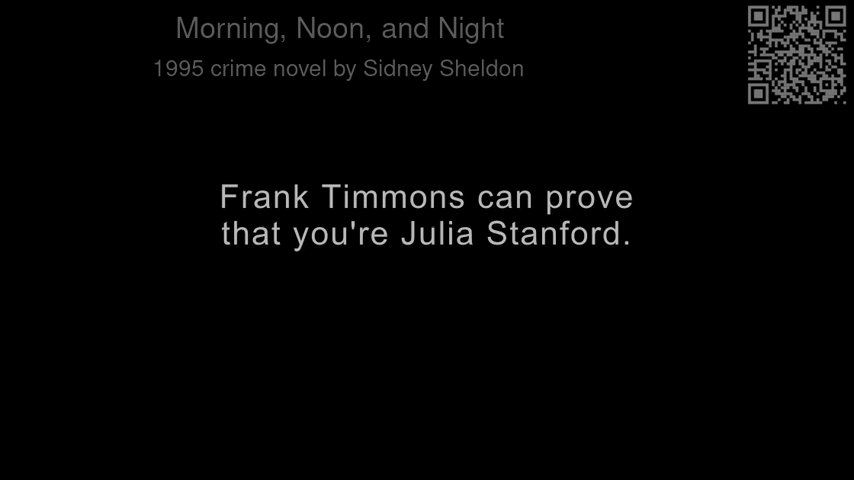 Morning, Noon, and Night
1995 crime novel by Sidney Sheldon
Frank Timmons can prove
that you're Julia Stanford.